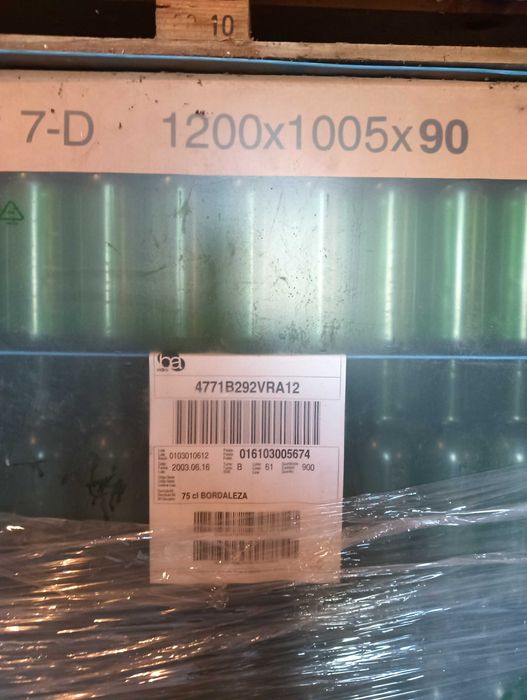 10
7-D 1200x1005x90
ba
vidro
4771B292VRA12
0103010612 016103005674
2003.06.16 B 61 900
75 cl BORDALEZA